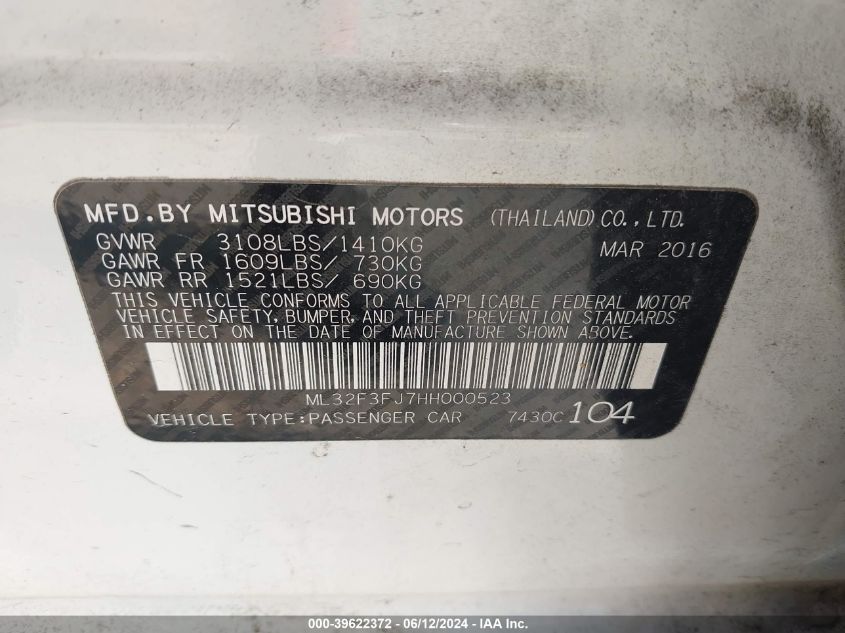 MFD.BY MITSUBISHI MOTORS (THAILAND) CO.,LTD.
GVWR 3108LBS/1410KG MAR 2016
GAWR FR 1609LBS/ 730KG
GAWR RR 1521LBS/ 690KG
THIS VEHICLE CONFORMS TO ALL APPLICABLE FEDERAL MOTOR
VEHICLE SAFETY, BUMPER, AND THEFT PREVENTION STANDARDS
IN EFFECT ON THE DATE OF MANUFACTURE SHOWN ABOVE.
ML32F3FJ7HH000523
VEHICLE TYPE:PASSENGER CAR 7430C 104
000-39622372 - 06/12/2024 - IAA Inc.